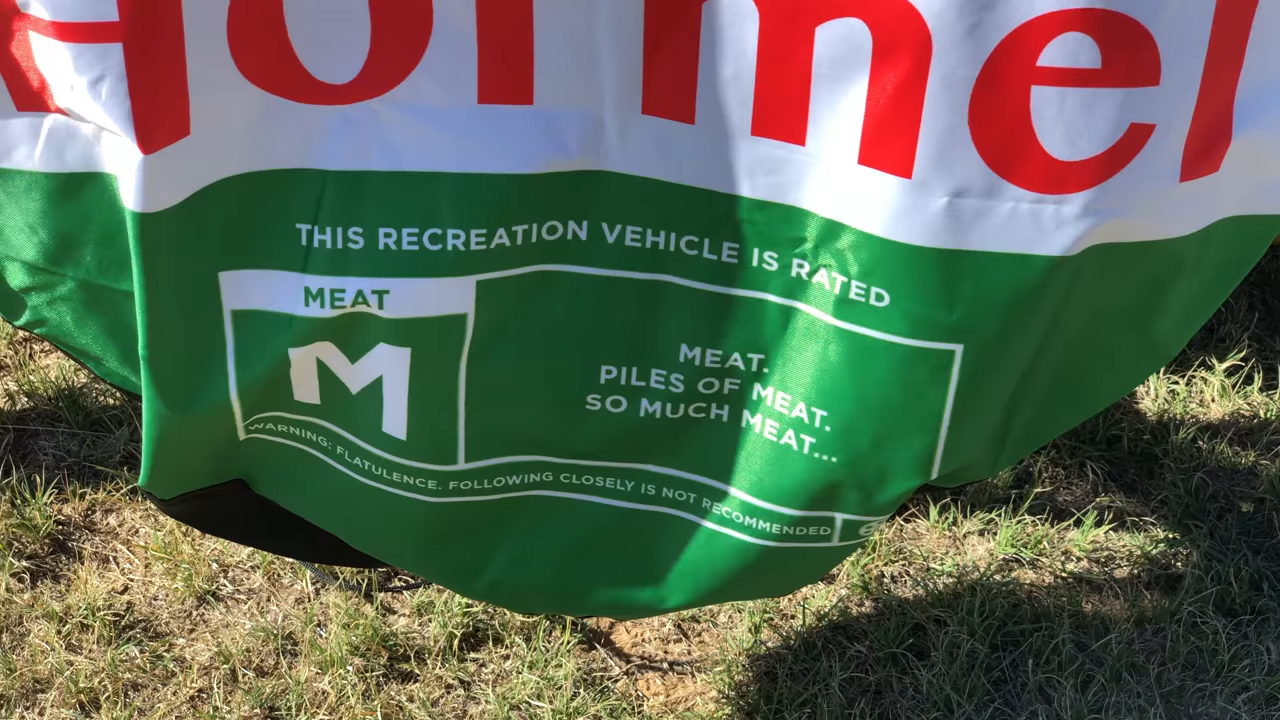 Hormel
THIS RECREATION VEHICLE IS RATED
MEAT
M
MEAT.
PILES OF MEAT.
SO MUCH MEAT...
WARNING: FLATULENCE. FOLLOWING CLOSELY IS NOT RECOMMENDED